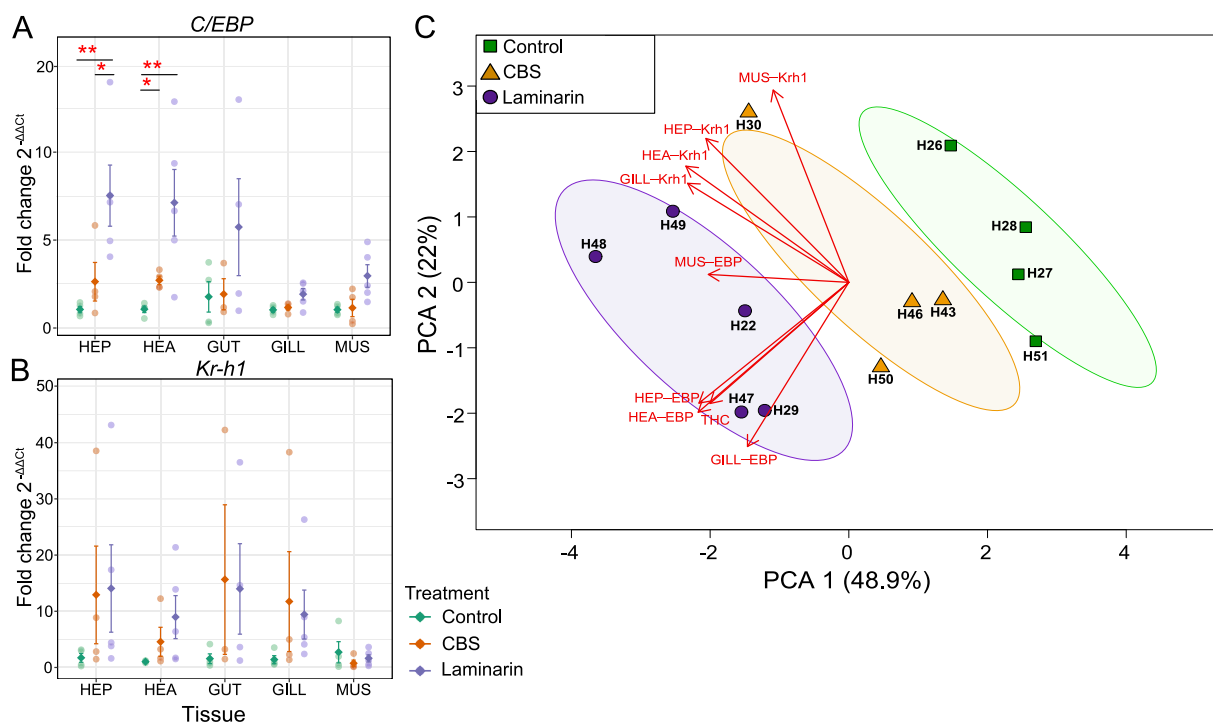 A
C/EBP
Fold change 2-ΔΔCt
20
10
5
0
**
*
**
*
HEP HEA GUT GILL MUS
B
Kr-h1
Fold change 2-ΔΔCt
50
40
30
20
10
0
HEP HEA GUT GILL MUS
Tissue
Treatment
Control
CBS
Laminarin
C
Control
CBS
Laminarin
PCA 2 (22%)
3
2
1
0
-1
-2
-3
MUS–Krh1
H30
HEP–Krh1
H26
HEA–Krh1
GILL–Krh1
H49
H28
H48
MUS–EBP
H27
H22
H46 H43
H51
H50
HEP–EBP
H47
H29
HEA–EBP THC
GILL–EBP
-4 -2 0 2 4
PCA 1 (48.9%)